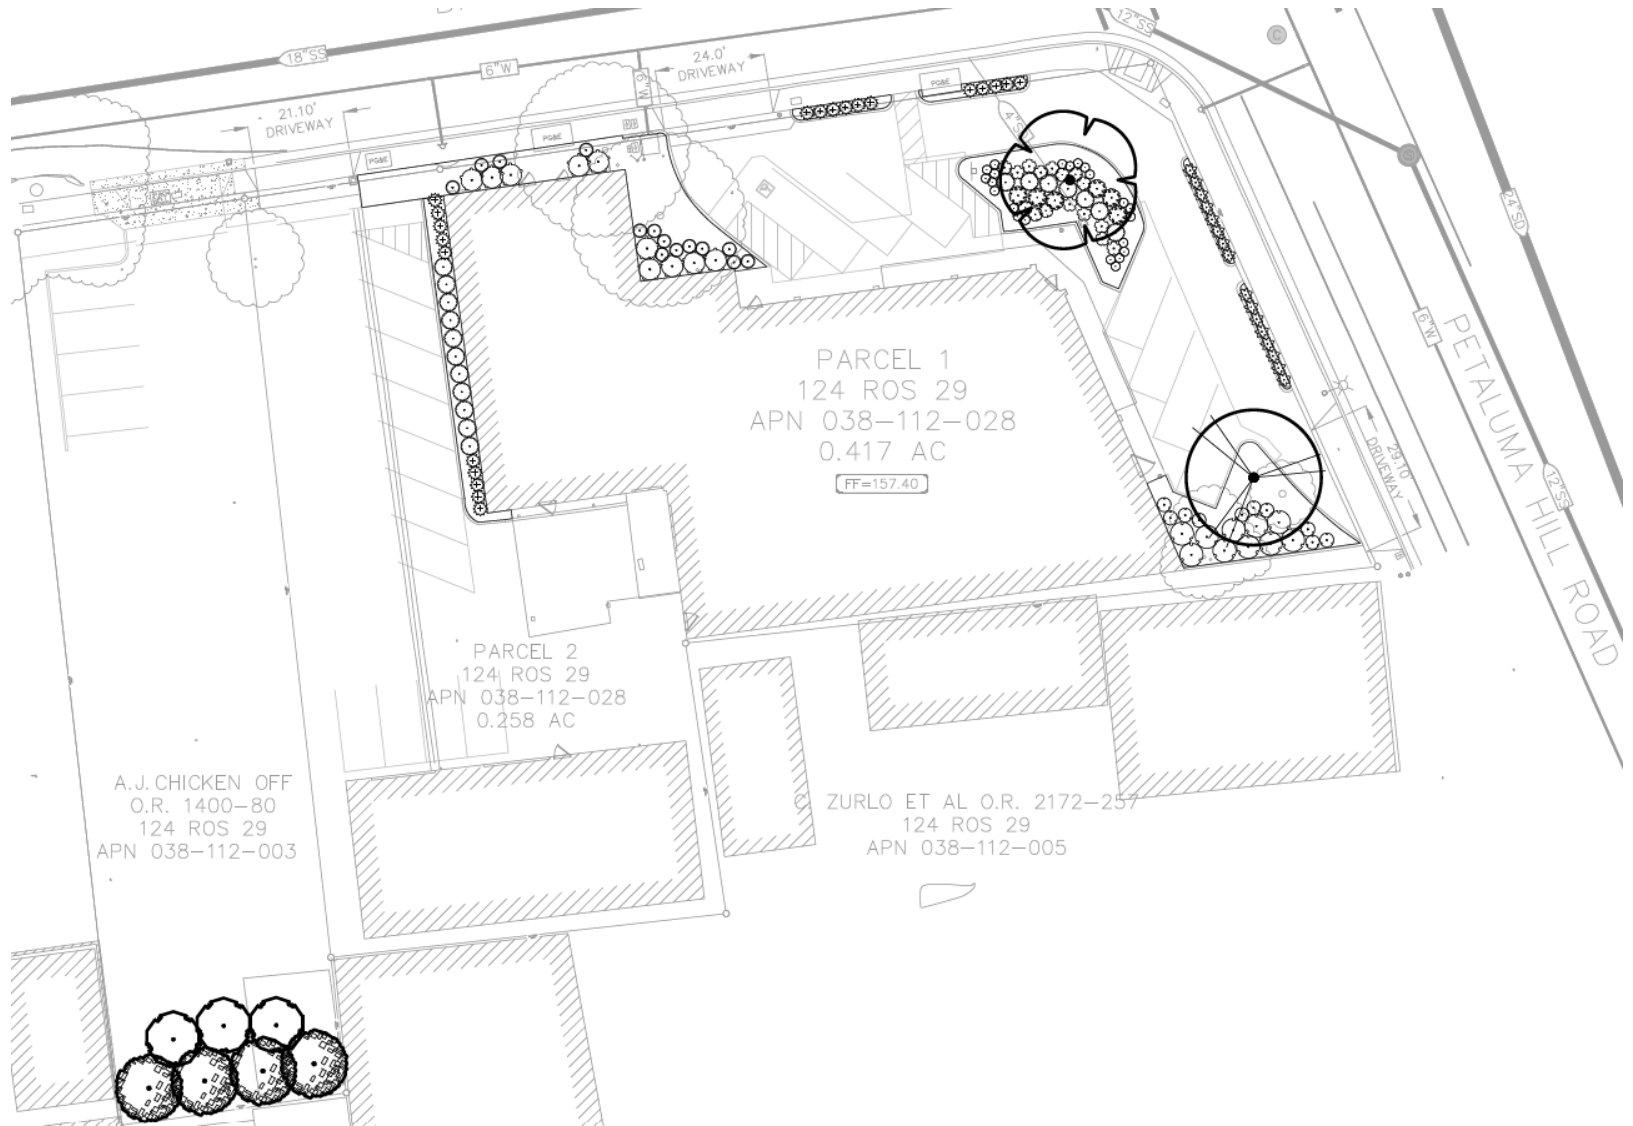 18"SS
6"W
6"W
24.0'
DRIVEWAY
12"SS
C
21.10'
DRIVEWAY
PG&E
PG&E
PG&E
4"S
24"SD
6"W
PETALUMA HILL ROAD
PARCEL 1
124 ROS 29
APN 038-112-028
0.417 AC
FF=157.40
29.10'
DRIVEWAY
12"SS
PARCEL 2
124 ROS 29
APN 038-112-028
0.258 AC
A.J. CHICKEN OFF
O.R. 1400-80
124 ROS 29
APN 038-112-003
C. ZURLO ET AL O.R. 2172-257
124 ROS 29
APN 038-112-005